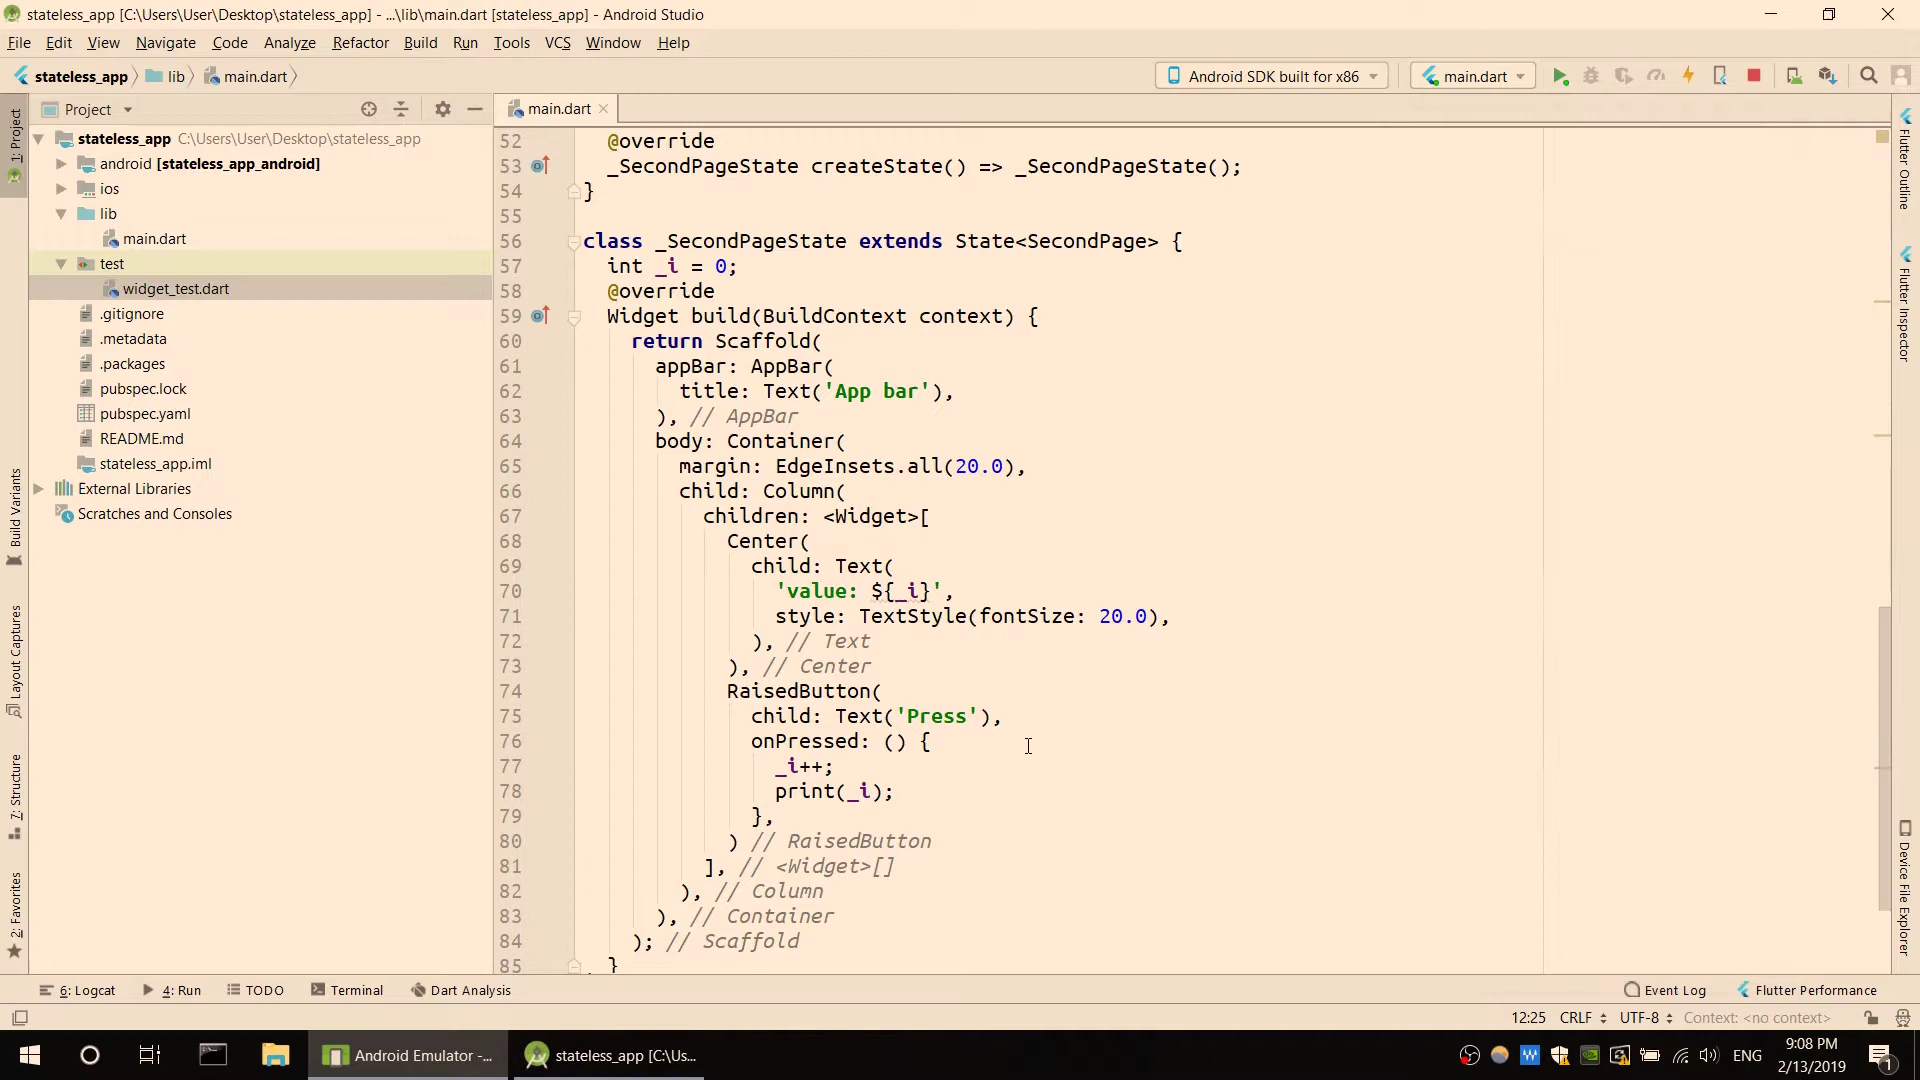 stateless_app [C:\Users\User\Desktop\stateless_app] - ...\lib\main.dart [stateless_app] - Android Studio
File Edit View Navigate Code Analyze Refactor Build Run Tools VCS Window Help
stateless_app lib main.dart Android SDK built for x86 main.dart
Project main.dart
1: Project
Build Variants
Layout Captures
7: Structure
2: Favorites
stateless_app C:\Users\User\Desktop\stateless_app
android [stateless_app_android]
ios
lib
main.dart
test
widget_test.dart
.gitignore
.metadata
.packages
pubspec.lock
pubspec.yaml
README.md
stateless_app.iml
External Libraries
Scratches and Consoles
52 @override
53 _SecondPageState createState() => _SecondPageState();
54 }
55
56 class _SecondPageState extends State<SecondPage> {
57 int _i = 0;
58 @override
59 Widget build(BuildContext context) {
60 return Scaffold(
61 appBar: AppBar(
62 title: Text('App bar'),
63 ), // AppBar
64 body: Container(
65 margin: EdgeInsets.all(20.0),
66 child: Column(
67 children: <Widget>[
68 Center(
69 child: Text(
70 'value: ${_i}',
71 style: TextStyle(fontSize: 20.0),
72 ), // Text
73 ), // Center
74 RaisedButton(
75 child: Text('Press'),
76 onPressed: () {
77 _i++;
78 print(_i);
79 },
80 ) // RaisedButton
81 ], // <Widget>[]
82 ), // Column
83 ), // Container
84 ); // Scaffold
85 }
Flutter Outline
Flutter Inspector
Device File Explorer
6: Logcat 4: Run TODO Terminal Dart Analysis Event Log Flutter Performance
12:25 CRLF UTF-8 Context: <no context>
Android Emulator -... stateless_app [C:\Us... ENG 9:08 PM
2/13/2019 1